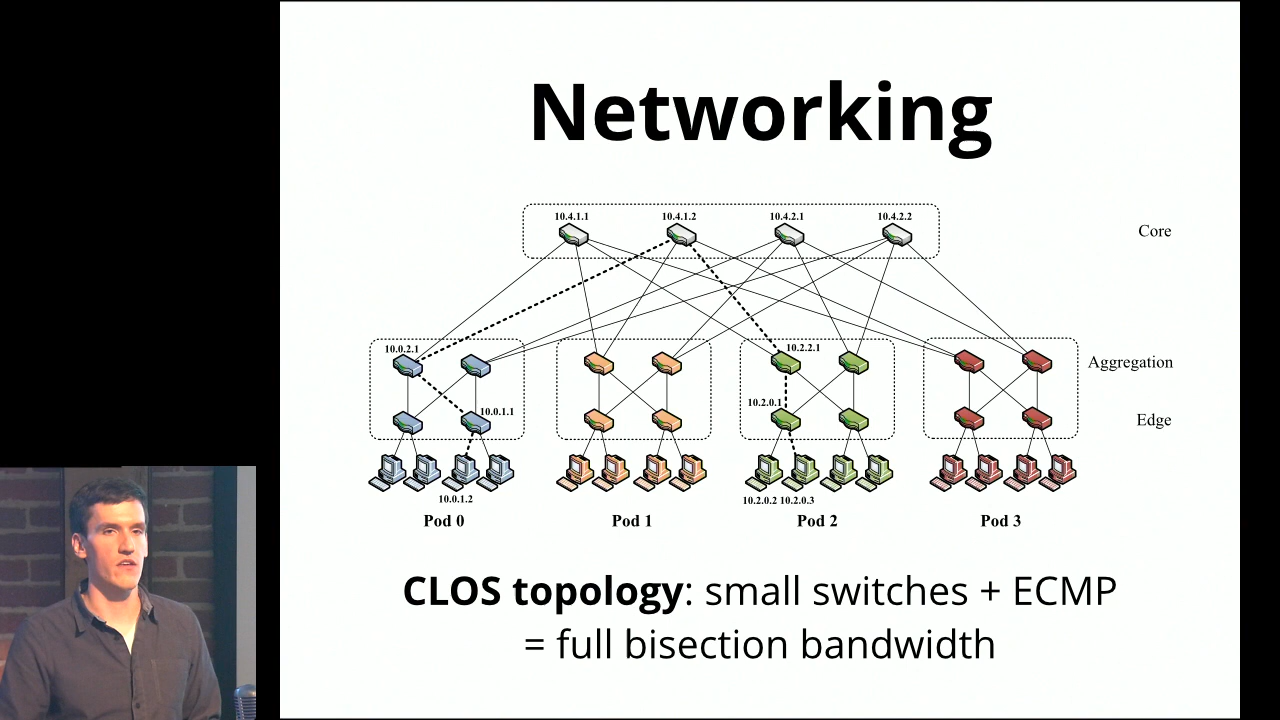 Networking
10.4.1.1 10.4.1.2 10.4.2.1 10.4.2.2
Core
10.0.2.1 10.2.2.1
Aggregation
10.2.0.1
10.0.1.1
Edge
10.0.1.2 10.2.0.2 10.2.0.3
Pod 0 Pod 1 Pod 2 Pod 3
CLOS topology: small switches + ECMP
= full bisection bandwidth